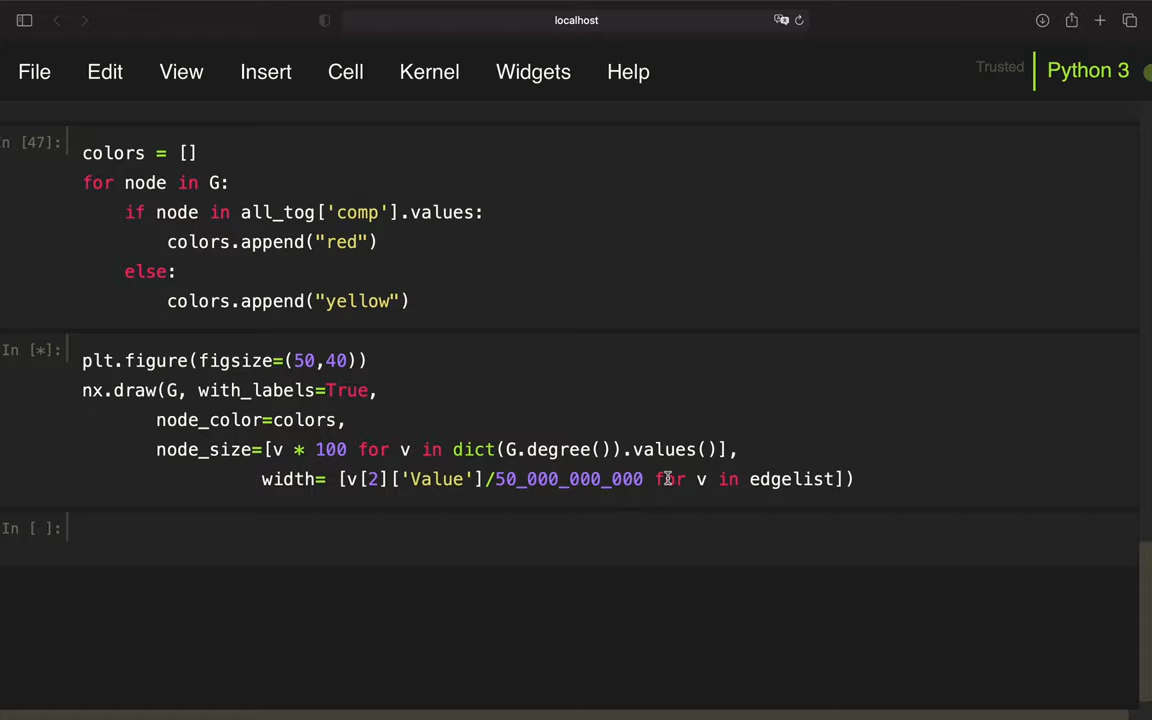 localhost
File Edit View Insert Cell Kernel Widgets Help Trusted Python 3
n [47]:
colors = []
for node in G:
if node in all_tog['comp'].values:
colors.append("red")
else:
colors.append("yellow")
In [*]:
plt.figure(figsize=(50,40))
nx.draw(G, with_labels=True,
node_color=colors,
node_size=[v * 100 for v in dict(G.degree()).values()],
width= [v[2]['Value']/50_000_000_000 for v in edgelist])
In [ ]: